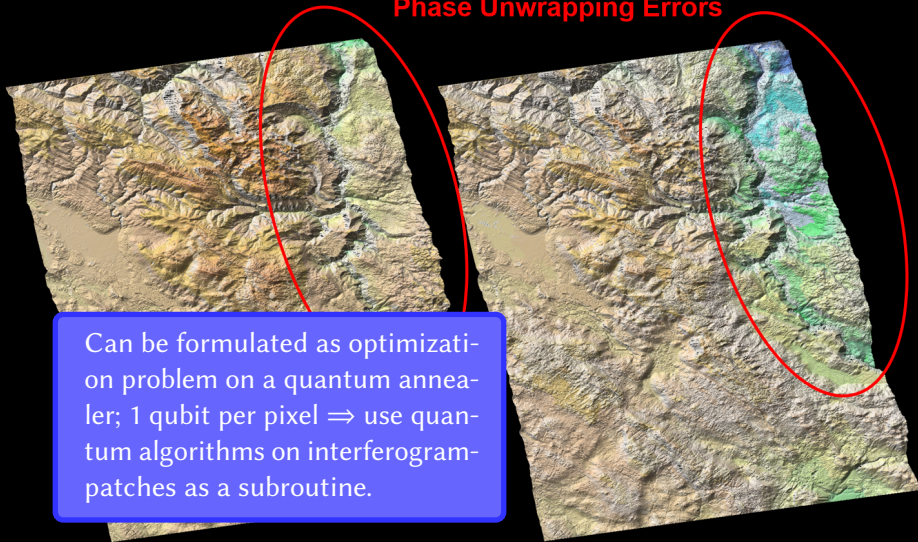 Phase Unwrapping Errors
Can be formulated as optimizati-
on problem on a quantum annea-
ler; 1 qubit per pixel ⇒ use quan-
tum algorithms on interferogram-
patches as a subroutine.